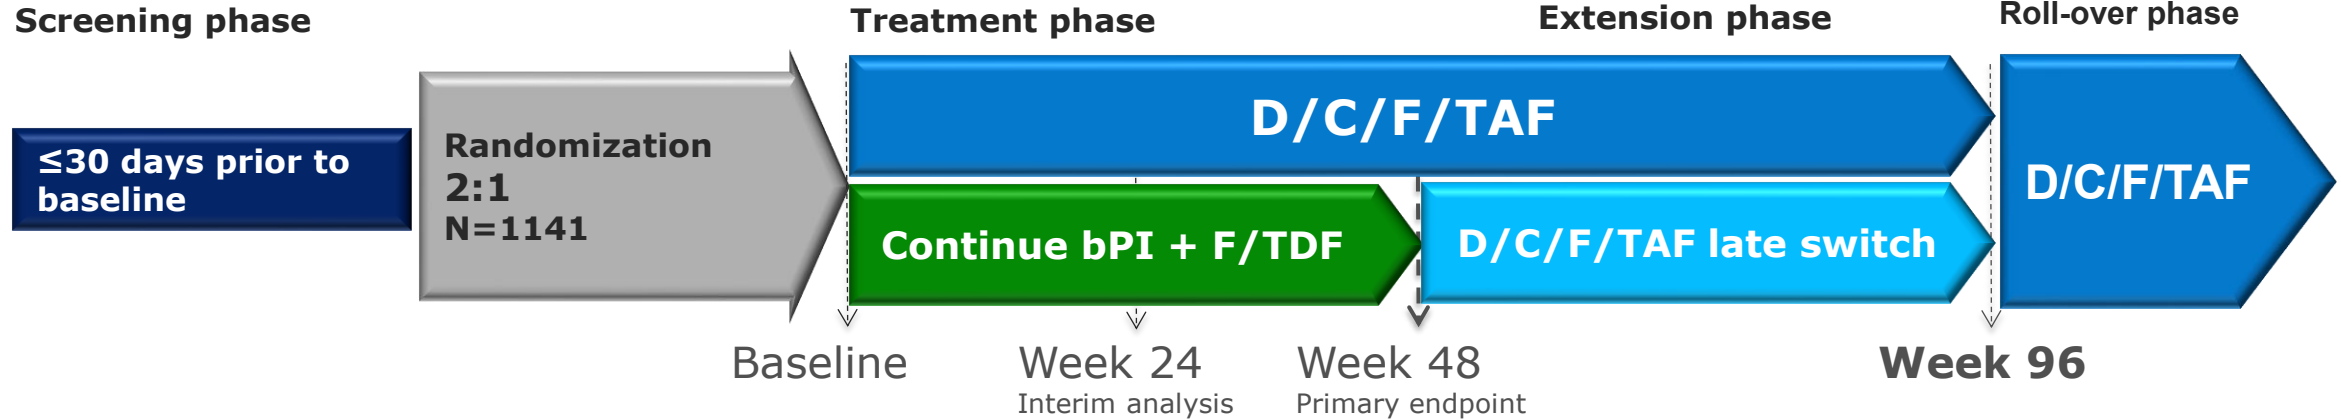 Screening phase
Treatment phase
Extension phase
Roll-over phase
≤30 days prior to
baseline
Randomization
2:1
N=1141
D/C/F/TAF
Continue bPI + F/TDF
D/C/F/TAF late switch
D/C/F/TAF
Baseline
Week 24
Interim analysis
Week 48
Primary endpoint
Week 96